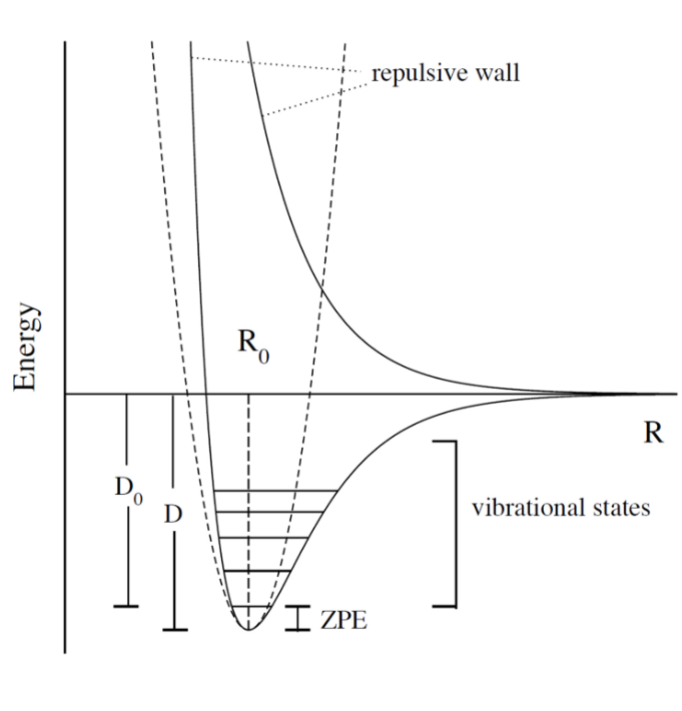 repulsive wall
Energy
R0
R
D0
D
vibrational states
ZPE